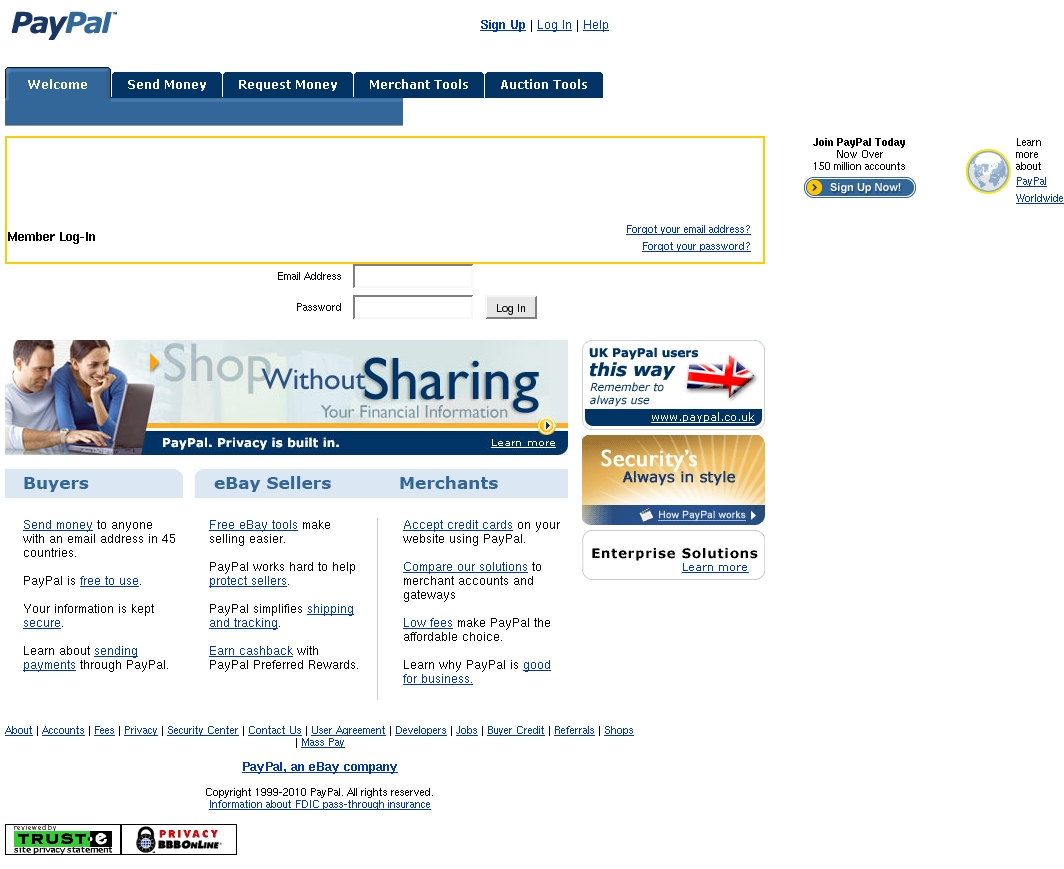 PayPal™
Sign Up | Log In | Help
Welcome
Send Money
Request Money
Merchant Tools
Auction Tools
Join PayPal Today
Now Over
150 million accounts
Sign Up Now!
Learn
more
about
PayPal
Worldwide
Member Log-In
Forgot your email address?
Forgot your password?
Email Address
Password
Log In
Shop Without Sharing
Your Financial Information
PayPal. Privacy is built in.
Learn more
UK PayPal users
this way
Remember to
always use
www.paypal.co.uk
Security's
Always in style
How PayPal works
Enterprise Solutions
Learn more
Buyers
Send money to anyone
with an email address in 45
countries.
PayPal is free to use.
Your information is kept
secure.
Learn about sending
payments through PayPal.
eBay Sellers
Free eBay tools make
selling easier.
PayPal works hard to help
protect sellers.
PayPal simplifies shipping
and tracking.
Earn cashback with
PayPal Preferred Rewards.
Merchants
Accept credit cards on your
website using PayPal.
Compare our solutions to
merchant accounts and
gateways
Low fees make PayPal the
affordable choice.
Learn why PayPal is good
for business.
About | Accounts | Fees | Privacy | Security Center | Contact Us | User Agreement | Developers | Jobs | Buyer Credit | Referrals | Shops
| Mass Pay
PayPal, an eBay company
Copyright 1999-2010 PayPal. All rights reserved.
Information about FDIC pass-through insurance
reviewed by
TRUST·e
site privacy statement
PRIVACY
BBBONLINE